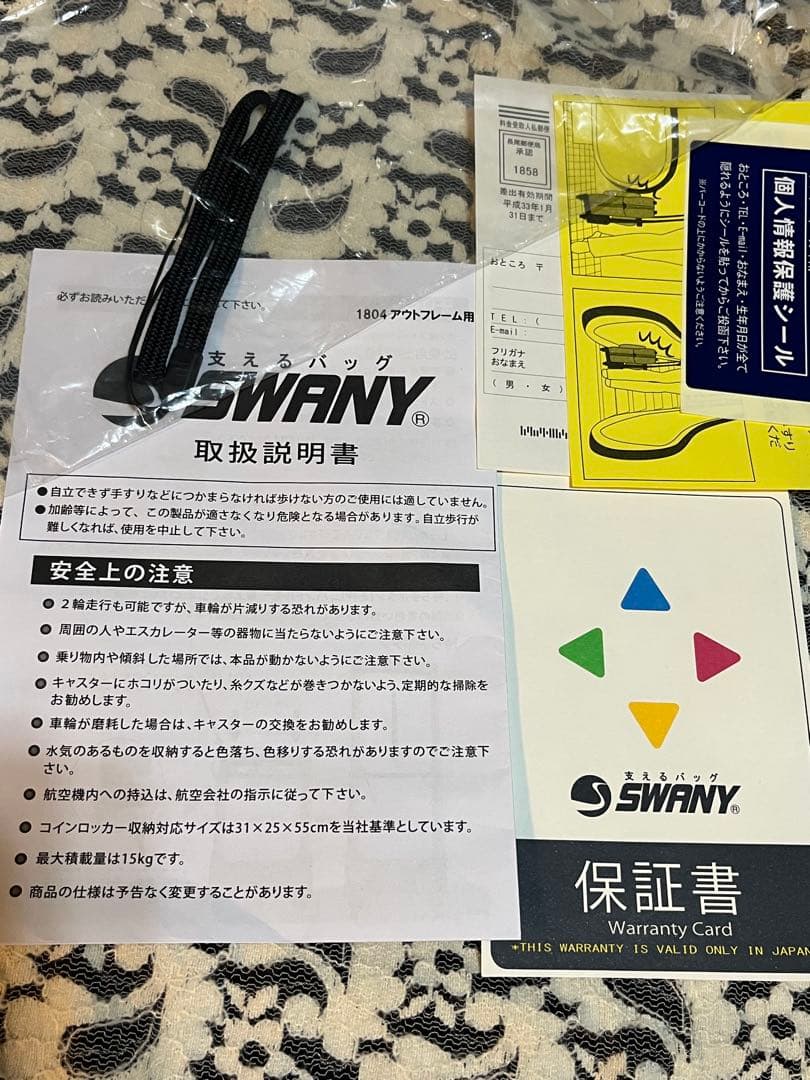 必ずお読みいただ
て下さい。
1804 アウトフレーム用
支えるバッグ
SWANY®
取扱説明書
●自立できず手すりなどにつかまらなければ歩けない方のご使用には適していません。
●加齢等によって、この製品が適さなくなり危険となる場合があります。自立歩行が
難しくなれば、使用を中止して下さい。
安全上の注意
● 2輪走行も可能ですが、車輪が片減りする恐れがあります。
● 周囲の人やエスカレーター等の器物に当たらないようにご注意下さい。
● 乗り物内や傾斜した場所では、本品が動かないようにご注意下さい。
● キャスターにホコリがついたり、糸クズなどが巻きつかないよう、定期的な掃除を
お勧めします。
● 車輪が磨耗した場合は、キャスターの交換をお勧めします。
● 水気のあるものを収納すると色落ち、色移りする恐れがありますのでご注意下
さい。
● 航空機内への持込は、航空会社の指示に従って下さい。
● コインロッカー収納対応サイズは31×25×55cmを当社基準としています。
● 最大積載量は15kgです。
● 商品の仕様は予告なく変更することがあります。
料金受取人払郵便
長尾郵便局
承認
1858
差出有効期間
平成33年1月
31日まで
おところ 〒
TEL:(
E-mail:
フリガナ
おなまえ
(男・女)
個人情報保護シール
おところ・TEL・E-mail・おなまえ・生年月日が全て
隠れるようにシールを貼ってからご投函下さい。
※バーコードの上にかからないようご注意ください。
すり
くだ
支えるバッグ
SWANY®
保証書
Warranty Card
*THIS WARRANTY IS VALID ONLY IN JAPAN